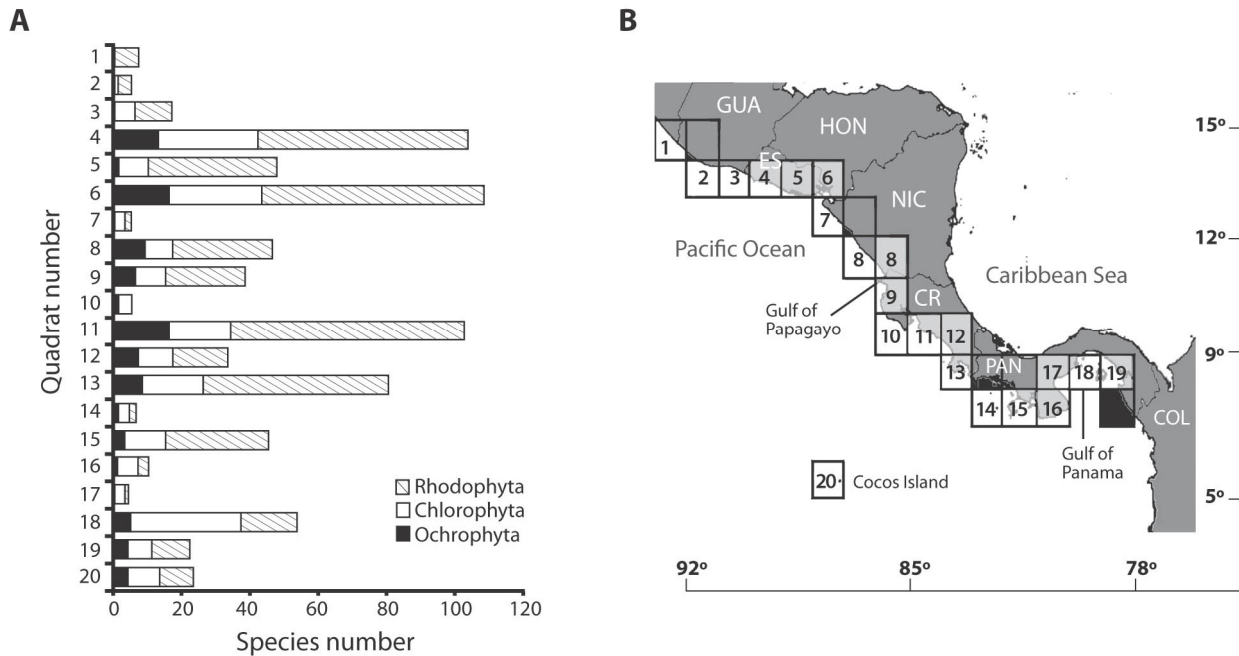 A
Quadrat number
1
2
3
4
5
6
7
8
9
10
11
12
13
14
15
16
17
18
19
20
Rhodophyta
Chlorophyta
Ochrophyta
0 20 40 60 80 100 120
Species number
B
GUA
HON
ES
NIC
CR
PAN
COL
1
2 3 4 5 6
7
8 8
9
10 11 12
13 17 18 19
14 15 16
20
Pacific Ocean
Caribbean Sea
Gulf of
Papagayo
Gulf of
Panama
Cocos Island
15º
12º
9º
5º
92º 85º 78º